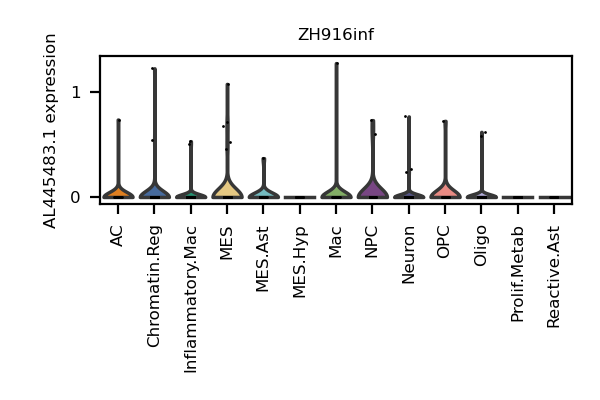 ZH916inf
AL445483.1 expression
1
0
AC
Chromatin.Reg
Inflammatory.Mac
MES
MES.Ast
MES.Hyp
Mac
NPC
Neuron
OPC
Oligo
Prolif.Metab
Reactive.Ast